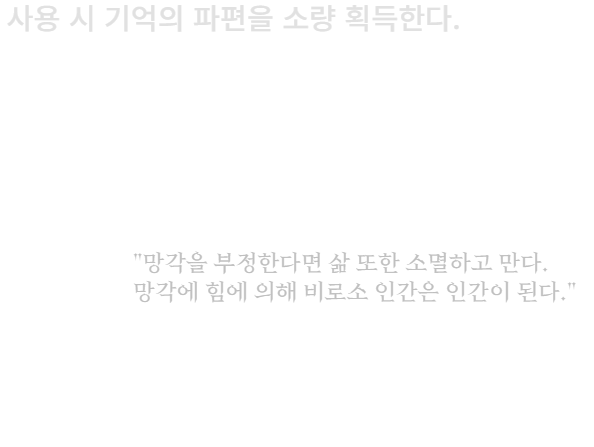 사용 시 기억의 파편을 소량 획득한다.
"망각을 부정한다면 삶 또한 소멸하고 만다.
망각에 힘에 의해 비로소 인간은 인간이 된다."